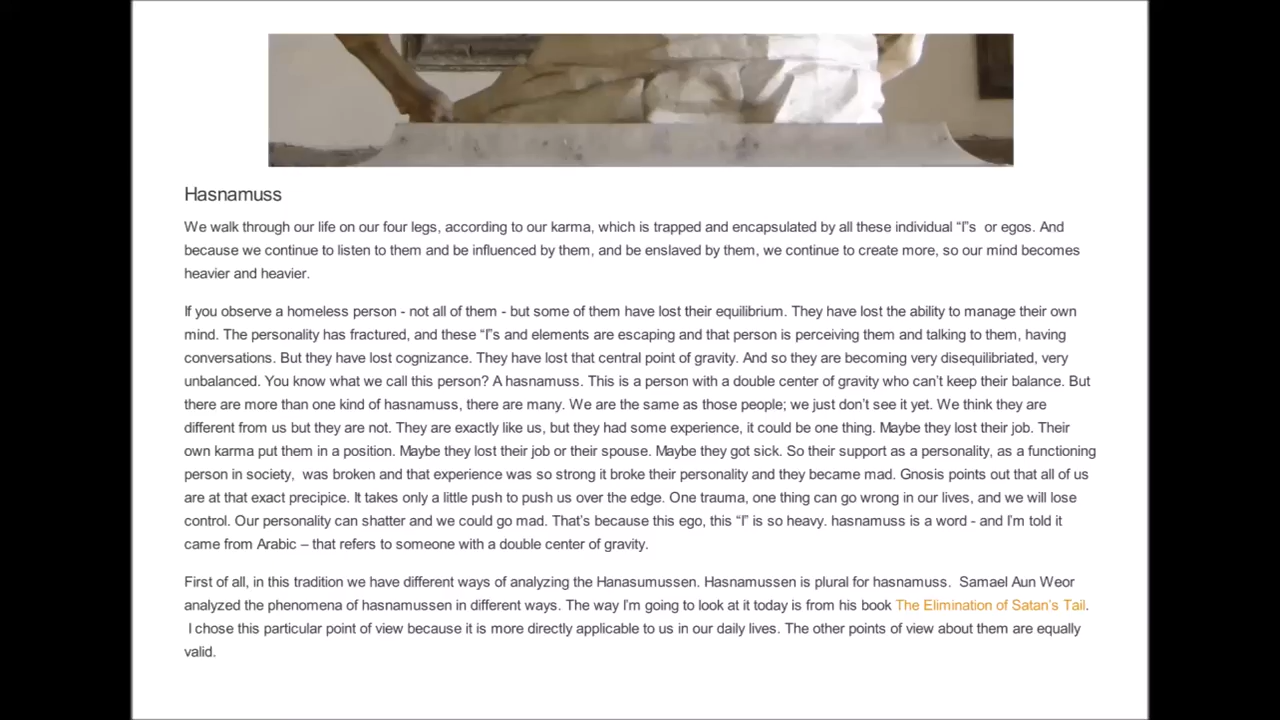 Hasnamuss
We walk through our life on our four legs, according to our karma, which is trapped and encapsulated by all these individual “I”s  or egos. And
because we continue to listen to them and be influenced by them, and be enslaved by them, we continue to create more, so our mind becomes
heavier and heavier.
If you observe a homeless person - not all of them - but some of them have lost their equilibrium. They have lost the ability to manage their own
mind. The personality has fractured, and these “I”s and elements are escaping and that person is perceiving them and talking to them, having
conversations. But they have lost cognizance. They have lost that central point of gravity. And so they are becoming very disequilibriated, very
unbalanced. You know what we call this person? A hasnamuss. This is a person with a double center of gravity who can’t keep their balance. But
there are more than one kind of hasnamuss, there are many. We are the same as those people; we just don’t see it yet. We think they are
different from us but they are not. They are exactly like us, but they had some experience, it could be one thing. Maybe they lost their job. Their
own karma put them in a position. Maybe they lost their job or their spouse. Maybe they got sick. So their support as a personality, as a functioning
person in society,  was broken and that experience was so strong it broke their personality and they became mad. Gnosis points out that all of us
are at that exact precipice. It takes only a little push to push us over the edge. One trauma, one thing can go wrong in our lives, and we will lose
control. Our personality can shatter and we could go mad. That’s because this ego, this “I” is so heavy. hasnamuss is a word - and I’m told it
came from Arabic – that refers to someone with a double center of gravity.
First of all, in this tradition we have different ways of analyzing the Hanasumussen. Hasnamussen is plural for hasnamuss.  Samael Aun Weor
analyzed the phenomena of hasnamussen in different ways. The way I’m going to look at it today is from his book The Elimination of Satan’s Tail.
I chose this particular point of view because it is more directly applicable to us in our daily lives. The other points of view about them are equally
valid.